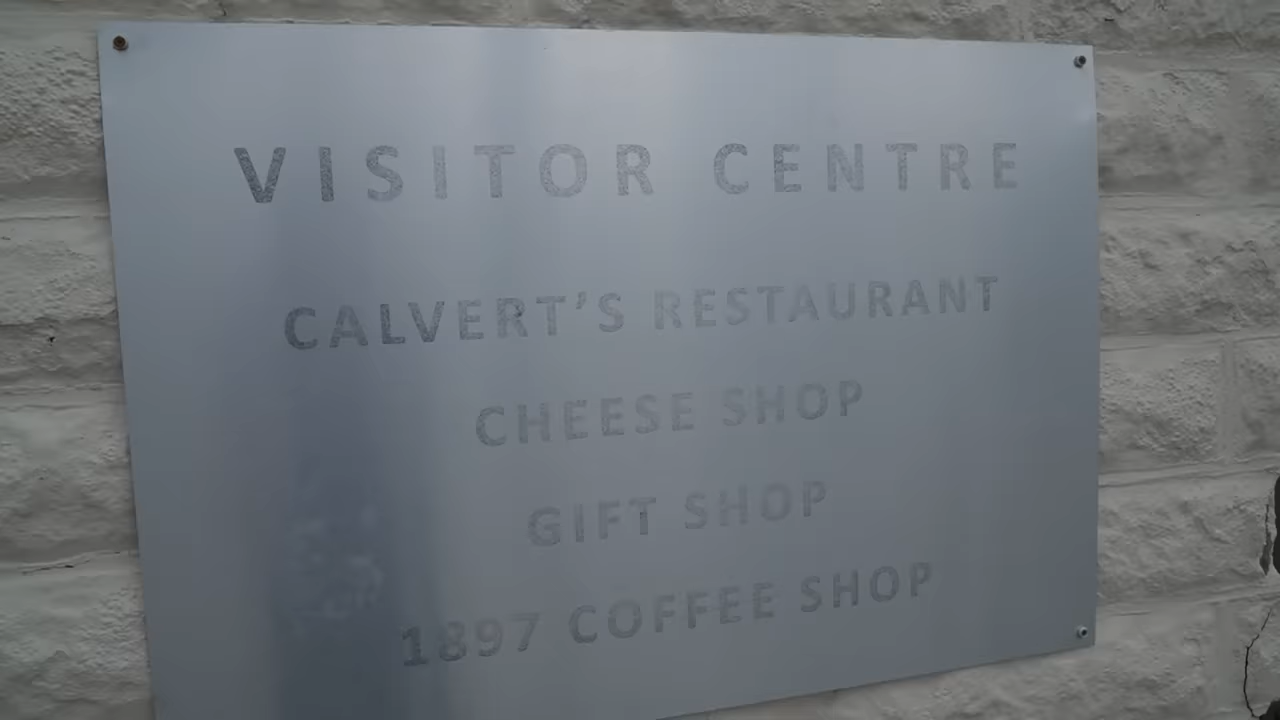 VISITOR CENTRE
CALVERT'S RESTAURANT
CHEESE SHOP
GIFT SHOP
1897 COFFEE SHOP